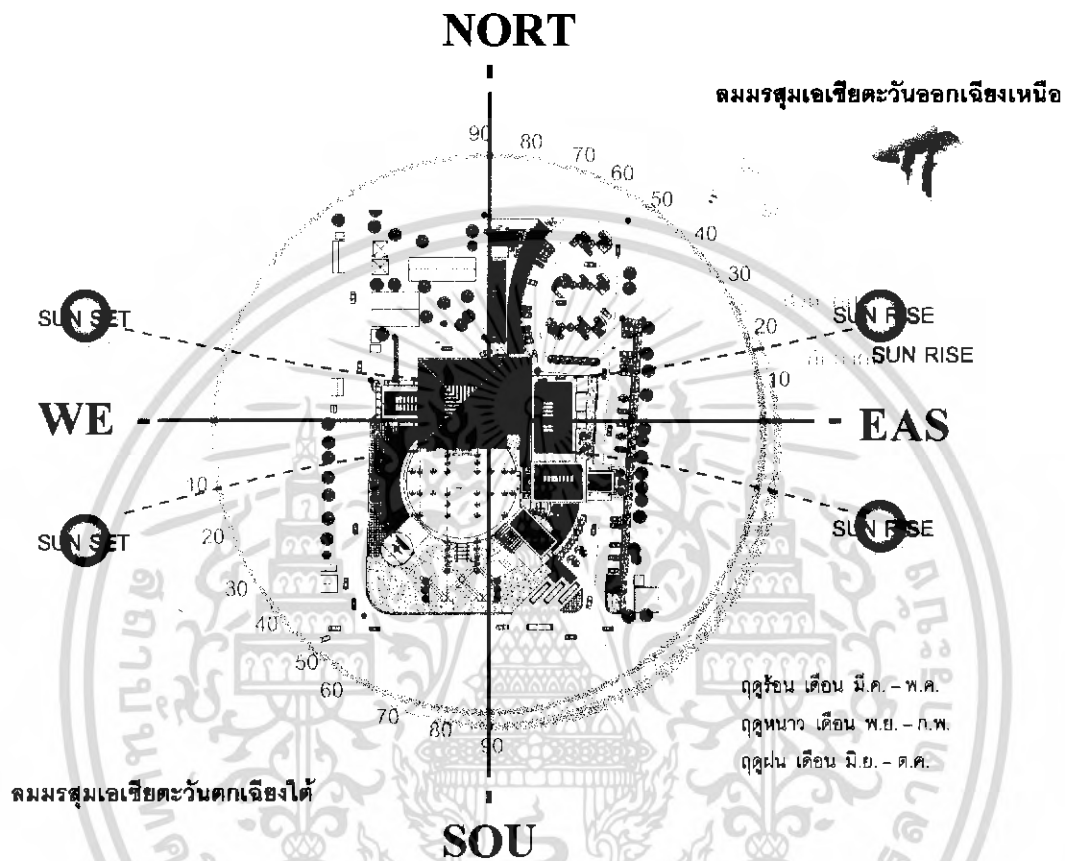 NORT
ลมมรสุมเอเชียตะวันออกเฉียงเหนือ
90
80
70
60
50
40
30
20
10
SUN SET
SUN RISE
SUN RISE
WE
EAS
10
20
30
40
50
60
70
80
90
SUN SET
SUN RISE
ฤดูร้อน เดือน มี.ค. – พ.ค.
ฤดูหนาว เดือน พ.ย. – ก.พ.
ฤดูฝน เดือน มิ.ย. – ต.ค.
ลมมรสุมเอเชียตะวันตกเฉียงใต้
SOU